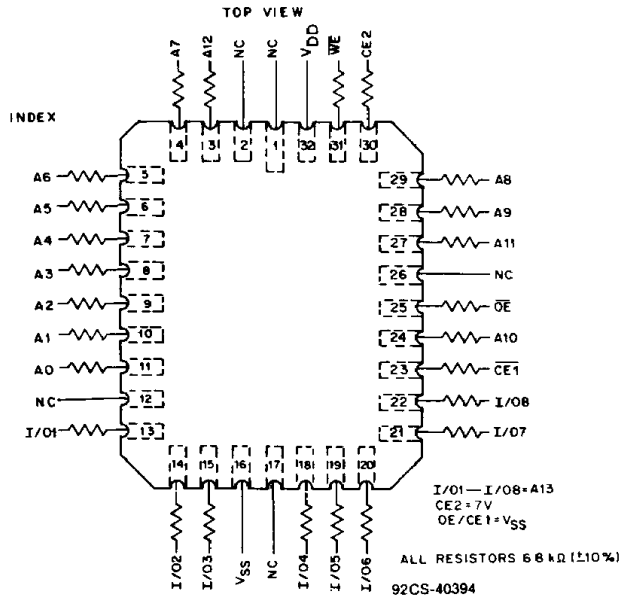 TOP VIEW
A7
A12
NC
NC
VDD
WE
CE2
INDEX
4
3
2
1
32
31
30
A6
5
29
A8
A5
6
28
A9
A4
7
27
A11
A3
8
26
NC
A2
9
25
OE
A1
10
24
A10
A0
11
23
CE1
NC
12
22
I/O8
I/O1
13
21
I/O7
14
15
16
17
18
19
20
I/O2
I/O3
VSS
NC
I/O4
I/O5
I/O6
I/O1—I/O8=A13
CE2=7V
OE/CE1=VSS
ALL RESISTORS 6.8 kΩ (±10%)
92CS-40394